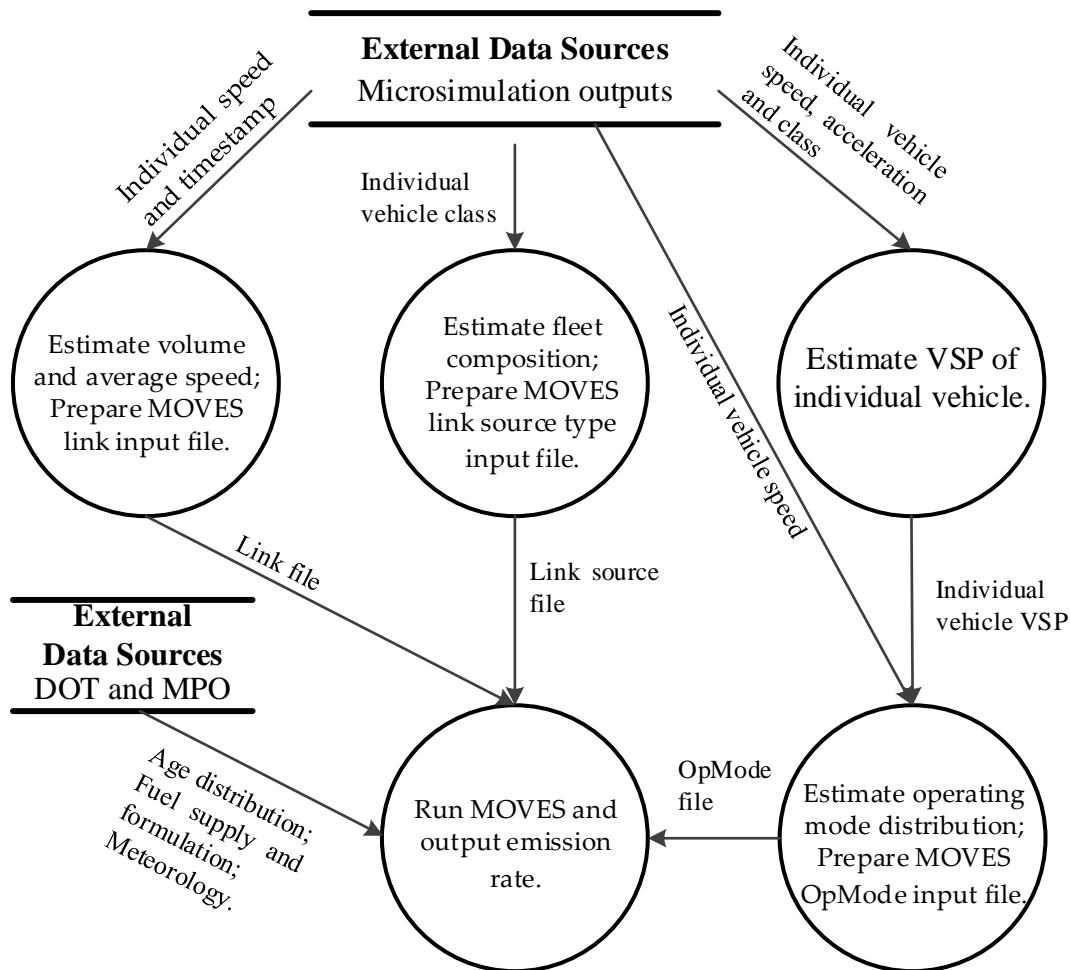 External Data Sources
Microsimulation outputs
Individual speed
and timestamp
Individual
vehicle class
Individual vehicle
speed, acceleration
and class
Individual vehicle speed
Estimate volume
and average speed;
Prepare MOVES
link input file.
Estimate fleet
composition;
Prepare MOVES
link source type
input file.
Estimate VSP of
individual vehicle.
Link file
Link source
file
Individual
vehicle VSP
External
Data Sources
DOT and MPO
Age distribution;
Fuel supply and
formulation;
Meteorology.
Run MOVES and
output emission
rate.
OpMode
file
Estimate operating
mode distribution;
Prepare MOVES
OpMode input file.